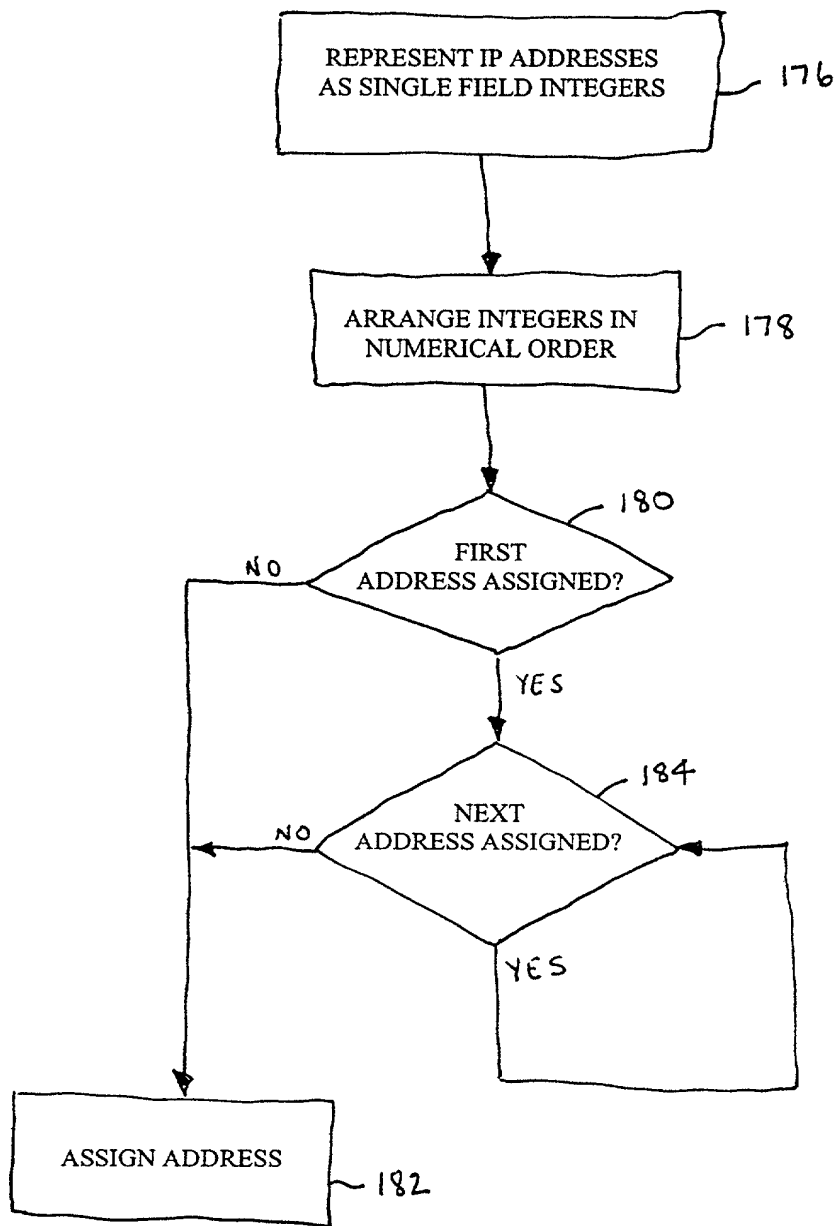 REPRESENT IP ADDRESSES
AS SINGLE FIELD INTEGERS
176
ARRANGE INTEGERS IN
NUMERICAL ORDER
178
180
FIRST
ADDRESS ASSIGNED?
NO
YES
184
NEXT
ADDRESS ASSIGNED?
NO
YES
ASSIGN ADDRESS
182